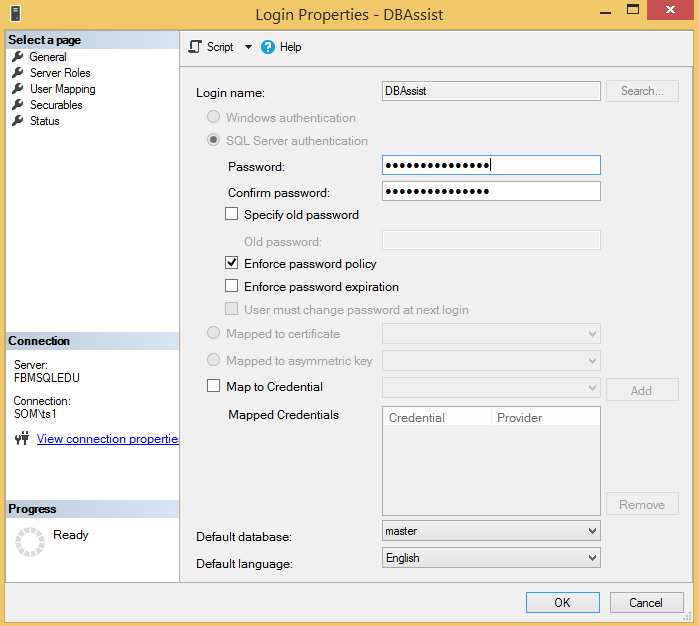 Login Properties - DBAssist
Select a page
General
Server Roles
User Mapping
Securables
Status
Connection
Server:
FBMSQLEDU
Connection:
SOM\ts1
View connection properties
Progress
Ready
Script Help
Login name: DBAssist Search...
Windows authentication
SQL Server authentication
Password: ●●●●●●●●●●●●●●●
Confirm password: ●●●●●●●●●●●●●●●
Specify old password
Old password:
Enforce password policy
Enforce password expiration
User must change password at next login
Mapped to certificate
Mapped to asymmetric key
Map to Credential Add
Mapped Credentials Credential Provider
Remove
Default database: master
Default language: English
OK Cancel